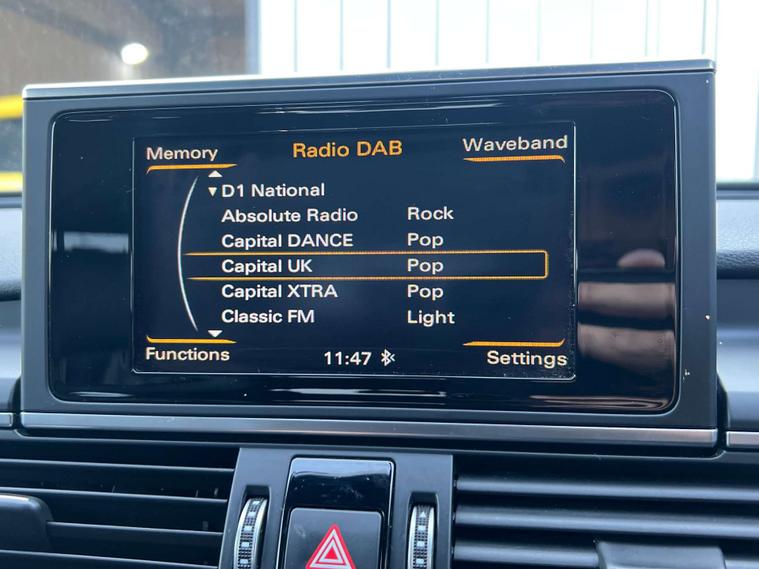 Memory Radio DAB Waveband
D1 National
Absolute Radio Rock
Capital DANCE Pop
Capital UK Pop
Capital XTRA Pop
Classic FM Light
Functions 11:47 Settings